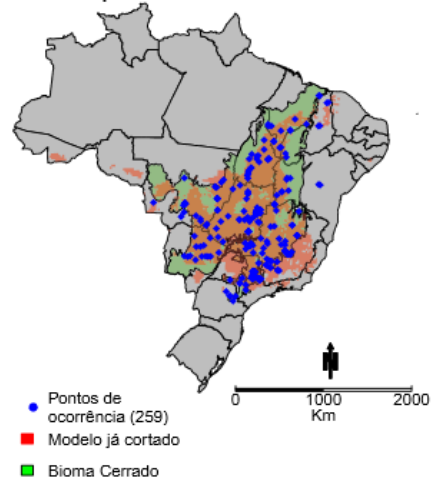 N
0 1000 2000
Km
Pontos de
ocorrência (259)
Modelo já cortado
Bioma Cerrado